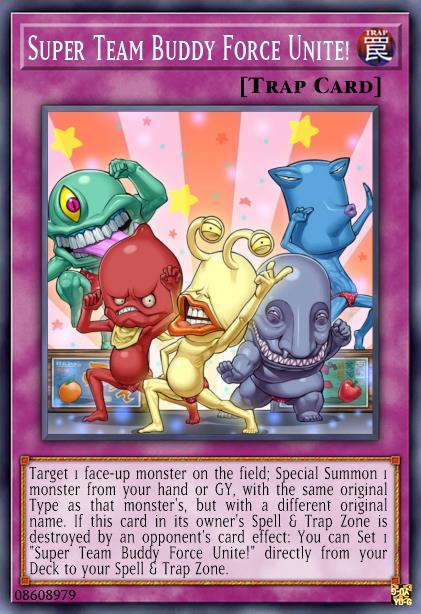 SUPER TEAM BUDDY FORCE UNITE!
TRAP
罠
[TRAP CARD]
Target 1 face-up monster on the field; Special Summon 1
monster from your hand or GY, with the same original
Type as that monster's, but with a different original
name. If this card in its owner's Spell & Trap Zone is
destroyed by an opponent's card effect: You can Set 1
"Super Team Buddy Force Unite!" directly from your
Deck to your Spell & Trap Zone.
08608979